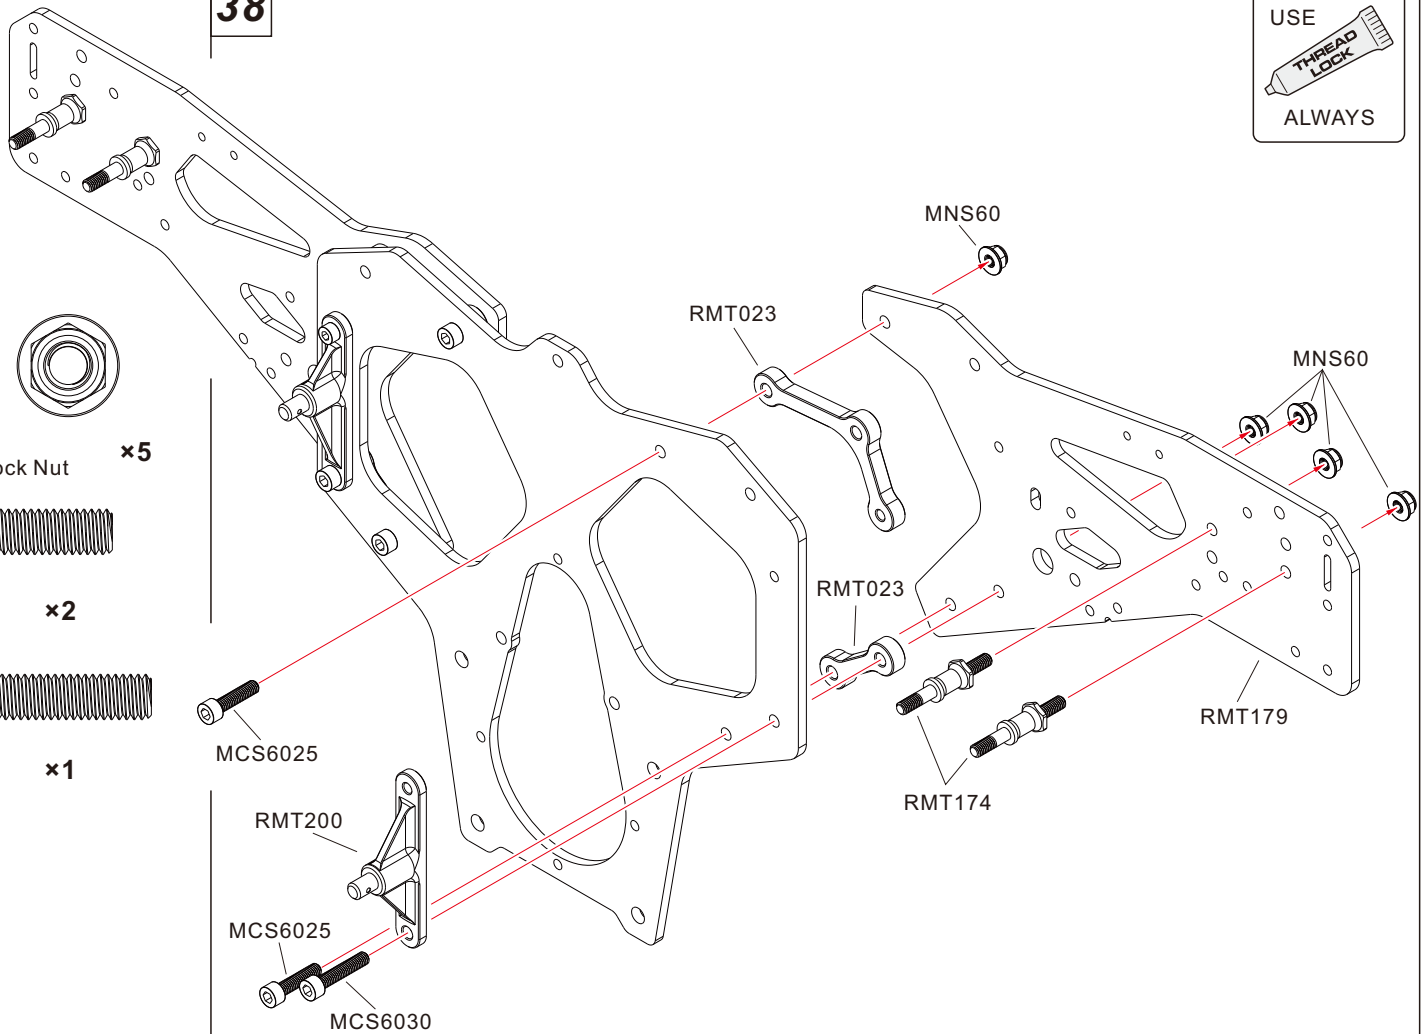 38
USE
THREAD
LOCK
ALWAYS
MNS60
RMT023
MNS60
×5
ock Nut
×2
RMT023
RMT179
MCS6025
×1
RMT174
RMT200
MCS6025
MCS6030